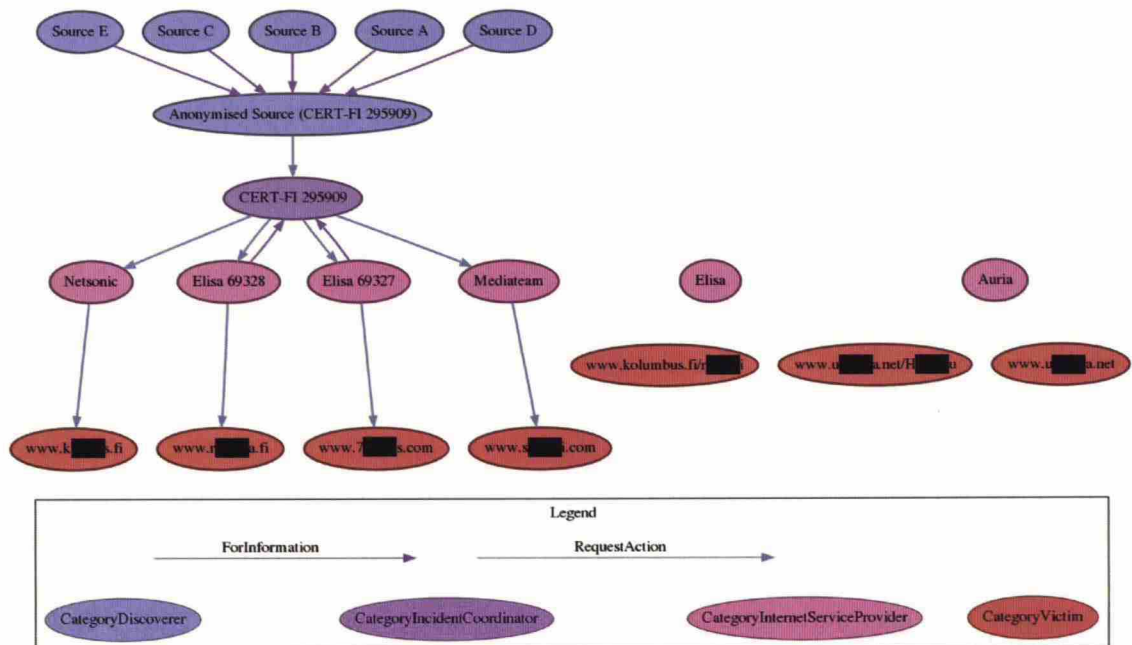 Source E
Source C
Source B
Source A
Source D
Anonymised Source (CERT-FI 295909)
CERT-FI 295909
Netsonic
Elisa 69328
Elisa 69327
Mediateam
Elisa
Auria
www.kolumbus.fi/r i
www.u a.net/H u
www.u a.net
www.k s.fi
www.r a.fi
www.7 s.com
www.s i.com
Legend
ForInformation
RequestAction
CategoryDiscoverer
CategoryIncidentCoordinator
CategoryInternetServiceProvider
CategoryVictim